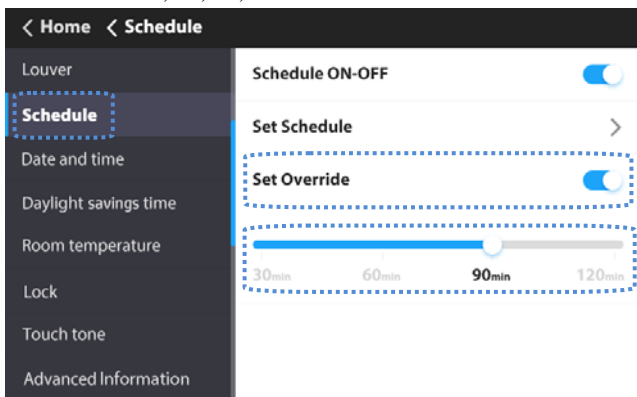 < Home < Schedule
Louver
Schedule
Date and time
Daylight savings time
Room temperature
Lock
Touch tone
Advanced Information
Schedule ON-OFF
Set Schedule >
Set Override
30min 60min 90min 120min